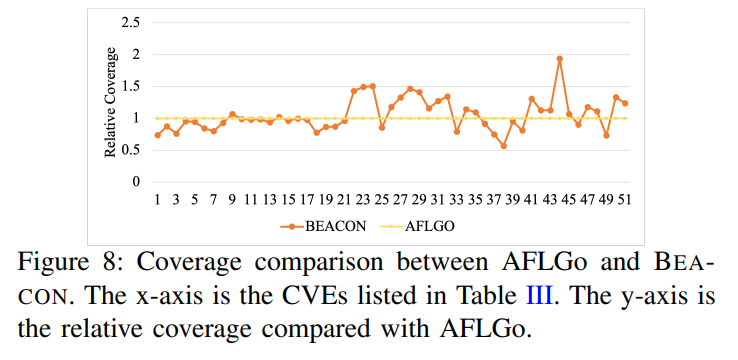 2.5
2
1.5
1
0.5
0
Relative Coverage
1 3 5 7 9 11 13 15 17 19 21 23 25 27 29 31 33 35 37 39 41 43 45 47 49 51
BEACON AFLGO
Figure 8: Coverage comparison between AFLGo and BEA-
CON. The x-axis is the CVEs listed in Table III. The y-axis is
the relative coverage compared with AFLGo.